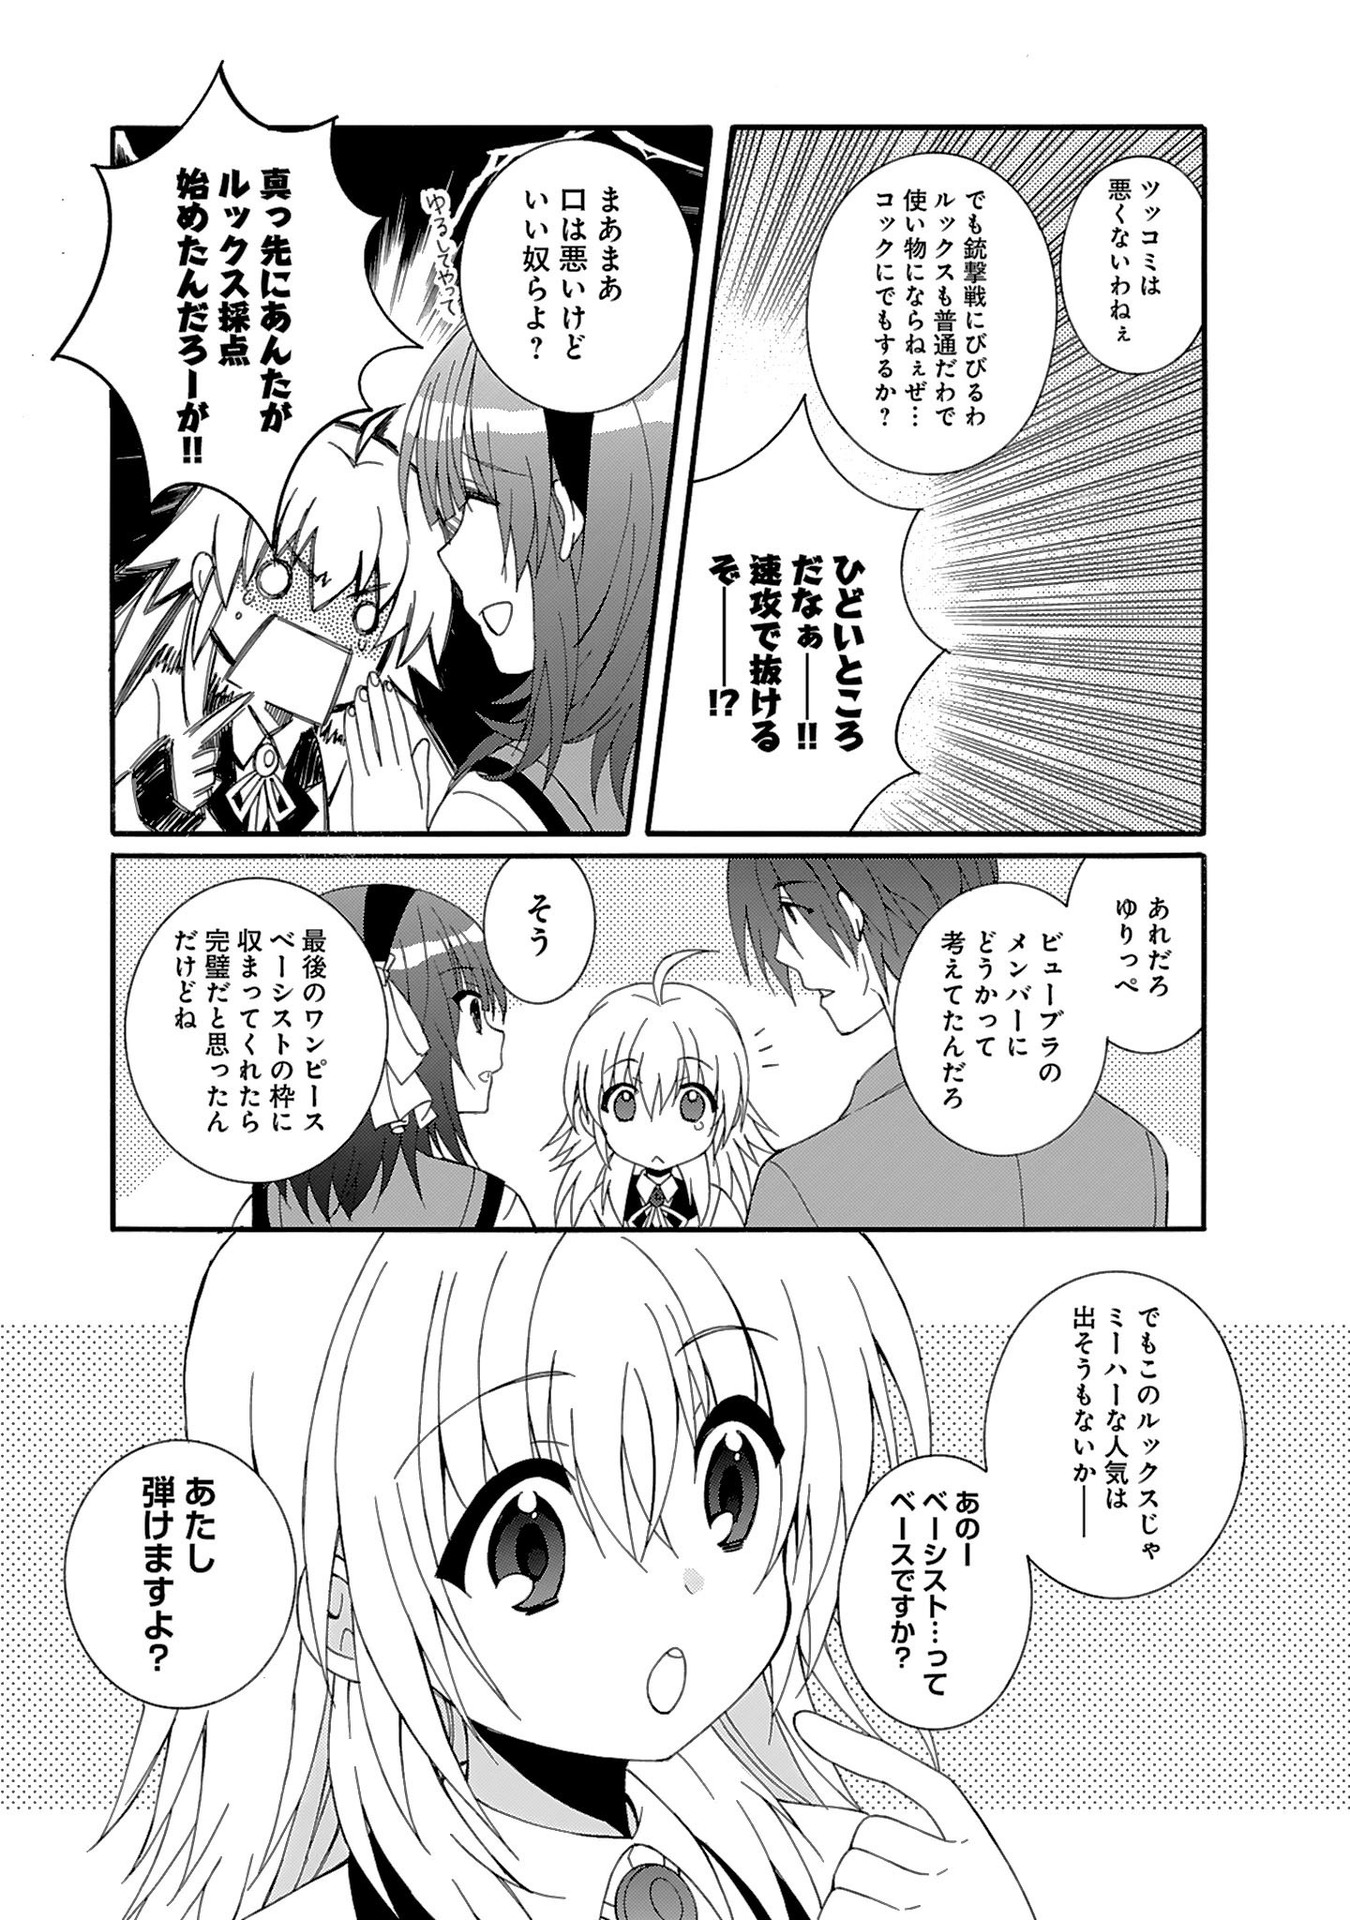 ツッコミは
悪くないわねぇ
でも銃撃戦にびびるわ
ルックスも普通だわで
使い物にならねぇぜ…
コックにでもするか？
ひどいところ
だなぁ――!!
速攻で抜ける
ぞ――!?
まあまあ
口は悪いけど
いい奴らよ？
ゆるしてやって
真っ先にあんたが
ルックス採点
始めたんだろーが!!
あれだろ
ゆりっぺ
ビューブラの
メンバーに
どうかって
考えてたんだろ
そう
最後のワンピース
ベーシストの枠に
収まってくれたら
完璧だと思ったん
だけどね
でもこのルックスじゃ
ミーハーな人気は
出そうもないか――
あのー
ベーシスト…って
ベースですか？
あたし
弾けますよ？